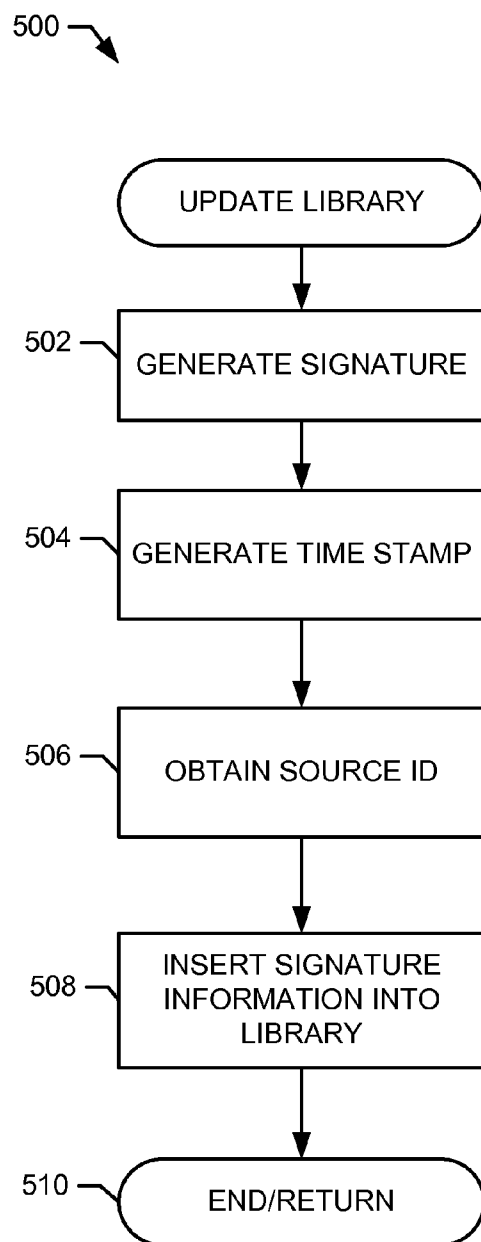 500
UPDATE LIBRARY
502
GENERATE SIGNATURE
504
GENERATE TIME STAMP
506
OBTAIN SOURCE ID
508
INSERT SIGNATURE
INFORMATION INTO
LIBRARY
510
END/RETURN